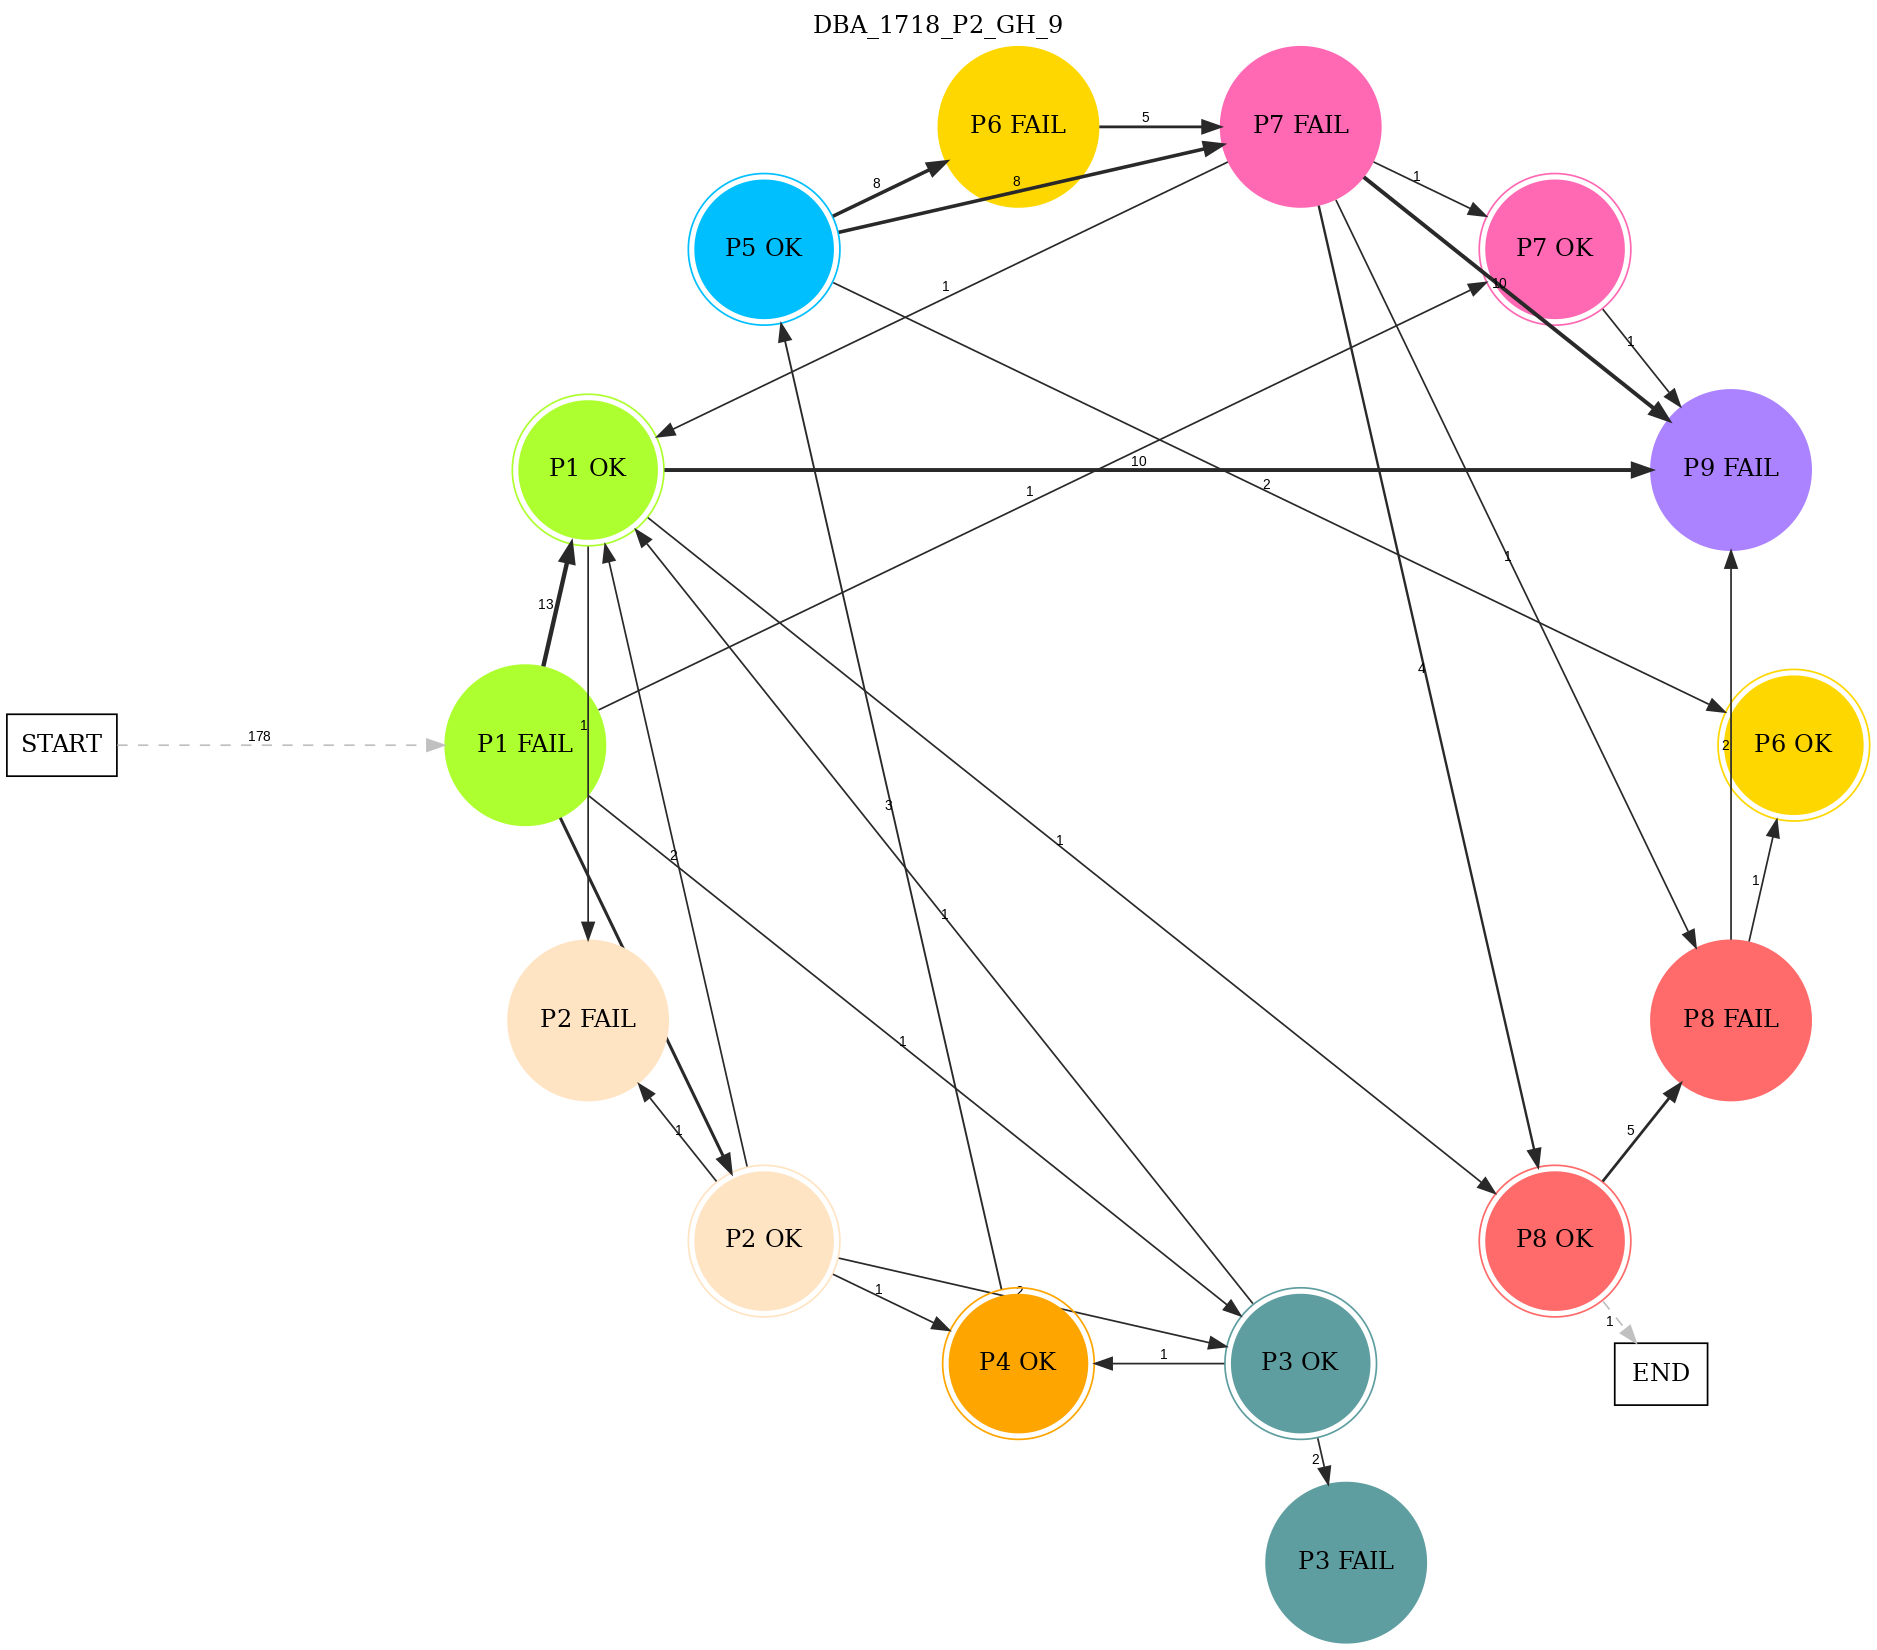 DBA_1718_P2_GH_9
P6 FAIL
5
P7 FAIL
8
8
1
P5 OK
P7 OK
1
10
1
P1 OK
10
P9 FAIL
2
1
1
13
4
START
178
P1 FAIL
1
2
P6 OK
3
2
1
1
1
P2 FAIL
P8 FAIL
1
1
5
P2 OK
P8 OK
1
2
1
P4 OK
1
P3 OK
END
2
P3 FAIL